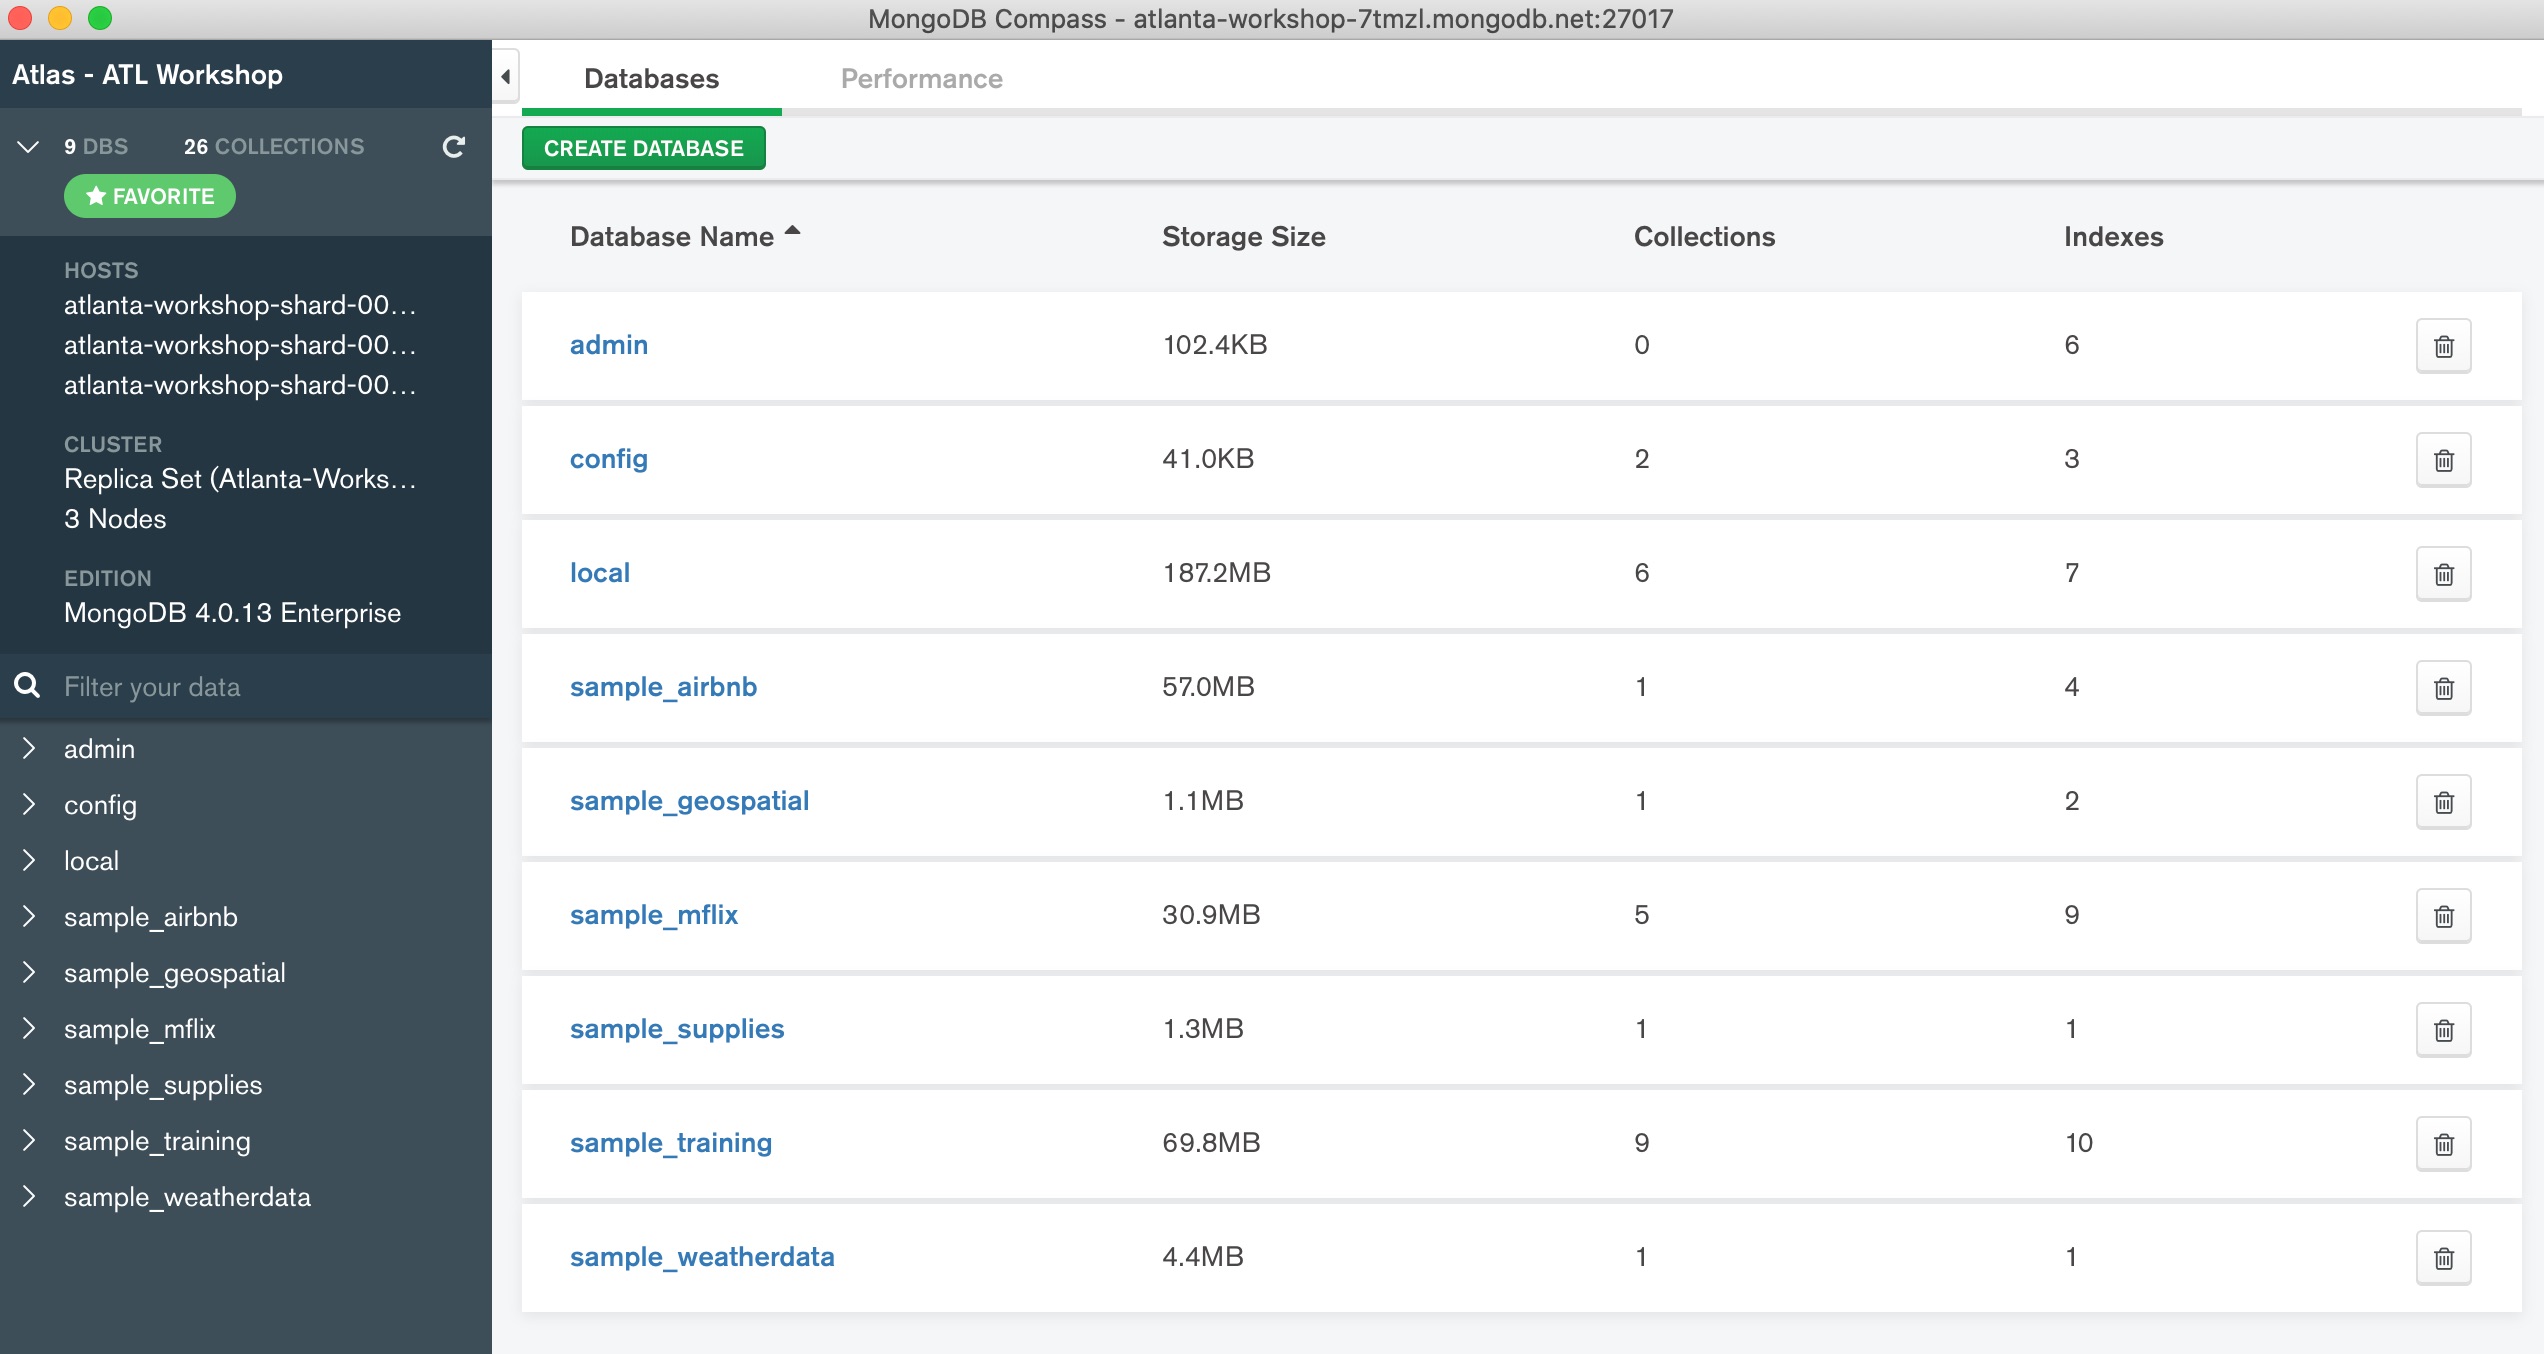 MongoDB Compass - atlanta-workshop-7tmzl.mongodb.net:27017
Atlas - ATL Workshop
9 DBS 26 COLLECTIONS
FAVORITE
HOSTS
atlanta-workshop-shard-00...
atlanta-workshop-shard-00...
atlanta-workshop-shard-00...
CLUSTER
Replica Set (Atlanta-Works...
3 Nodes
EDITION
MongoDB 4.0.13 Enterprise
Filter your data
admin
config
local
sample_airbnb
sample_geospatial
sample_mflix
sample_supplies
sample_training
sample_weatherdata
Databases Performance
CREATE DATABASE
Database Name Storage Size Collections Indexes
admin 102.4KB 0 6
config 41.0KB 2 3
local 187.2MB 6 7
sample_airbnb 57.0MB 1 4
sample_geospatial 1.1MB 1 2
sample_mflix 30.9MB 5 9
sample_supplies 1.3MB 1 1
sample_training 69.8MB 9 10
sample_weatherdata 4.4MB 1 1